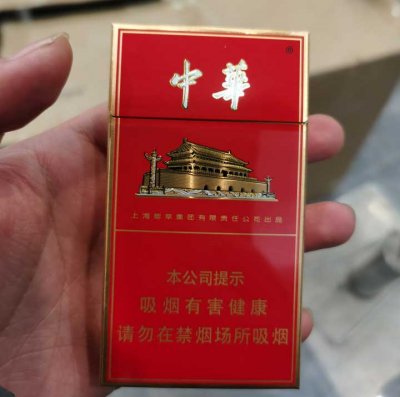 中華
®
上海烟草集团有限责任公司出品
本公司提示
吸烟有害健康
请勿在禁烟场所吸烟